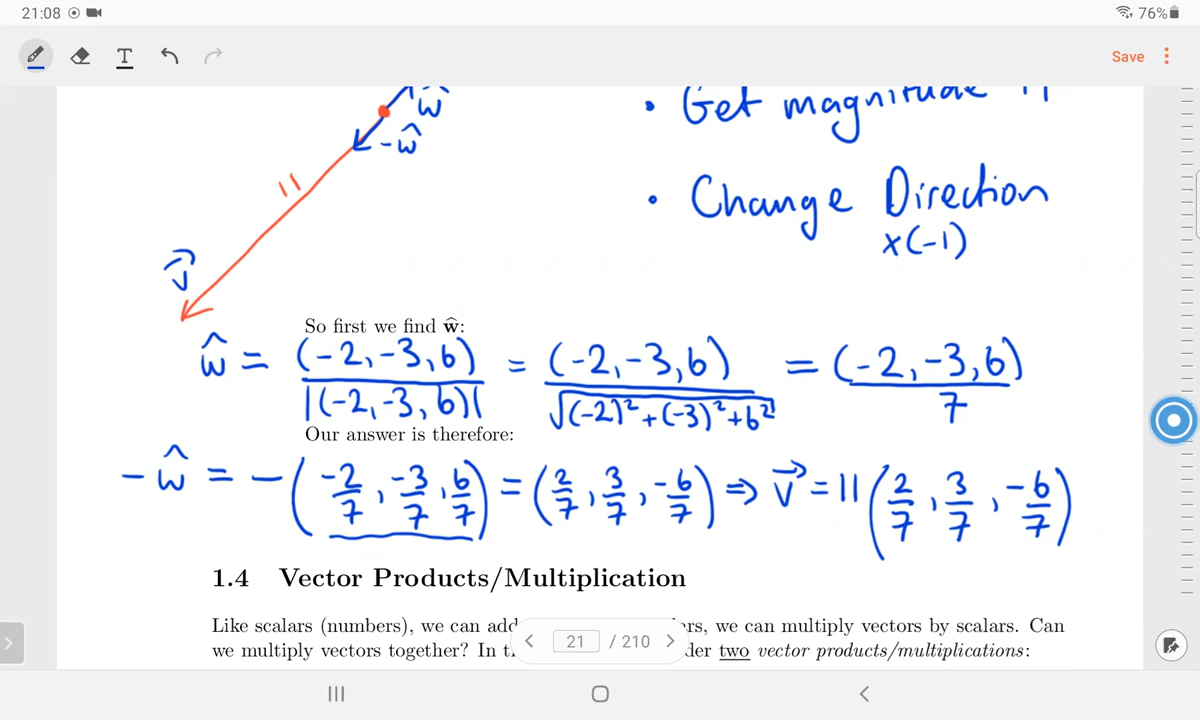 21:08 76%
T Save
ŵ
-ŵ
• Get magnitude 11
11
• Change Direction
×(-1)
v⃗
So first we find ŵ:
ŵ = (-2,-3,6) / |(-2,-3,6)| = (-2,-3,6) / √((-2)²+(-3)²+6²) = (-2,-3,6) / 7
Our answer is therefore:
-ŵ = -(-2/7, -3/7, 6/7) = (2/7, 3/7, -6/7) ⇒ v⃗ = 11(2/7, 3/7, -6/7)
1.4 Vector Products/Multiplication
Like scalars (numbers), we can add we can multiply vectors by scalars. Can
we multiply vectors together? In two vector products/multiplications:
21 / 210